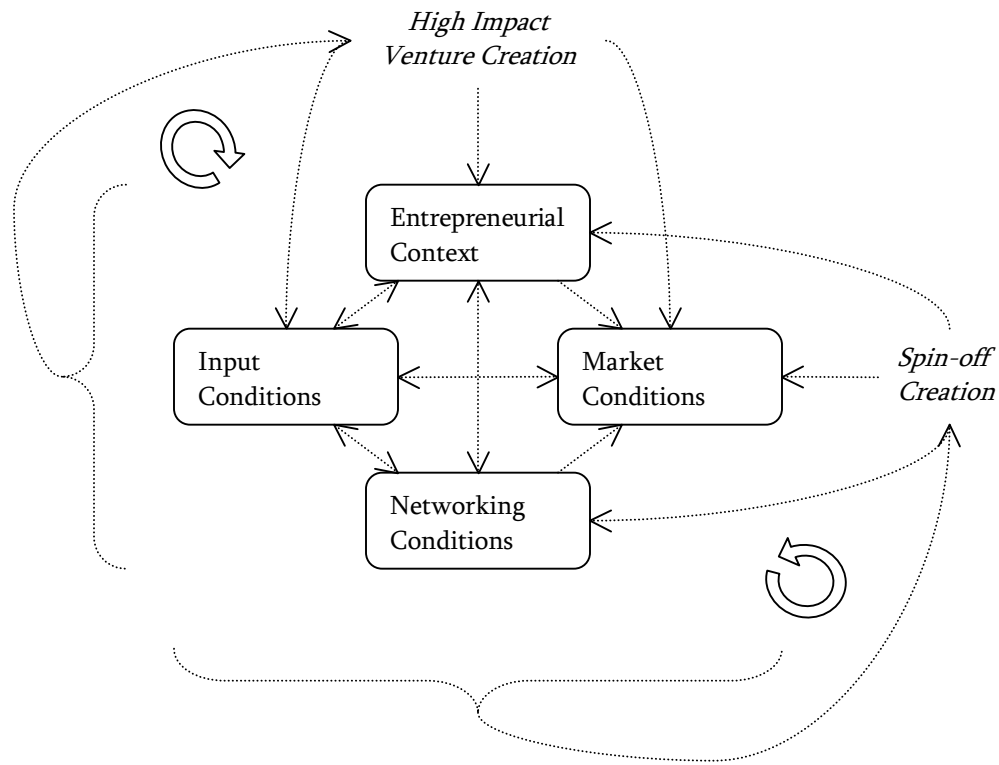 High Impact
Venture Creation
Entrepreneurial
Context
Input
Conditions
Market
Conditions
Spin-off
Creation
Networking
Conditions